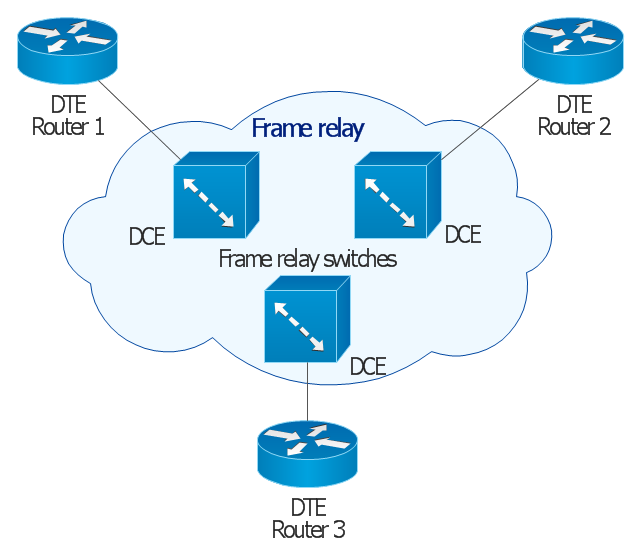 DTE
Router 1
DTE
Router 2
Frame relay
DCE
DCE
Frame relay switches
DCE
DTE
Router 3